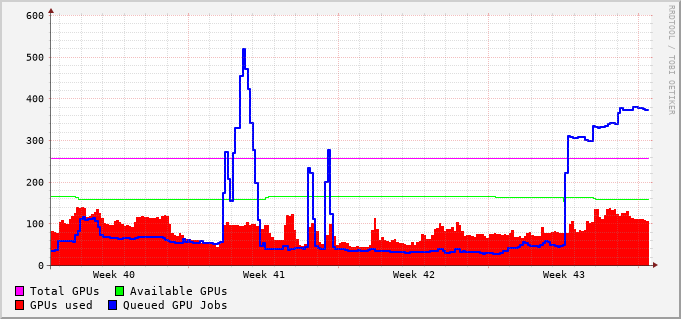 600
500
400
300
200
100
0
Week 40 Week 41 Week 42 Week 43
Total GPUs Available GPUs
GPUs used Queued GPU Jobs
RRDTOOL / TOBI OETIKER